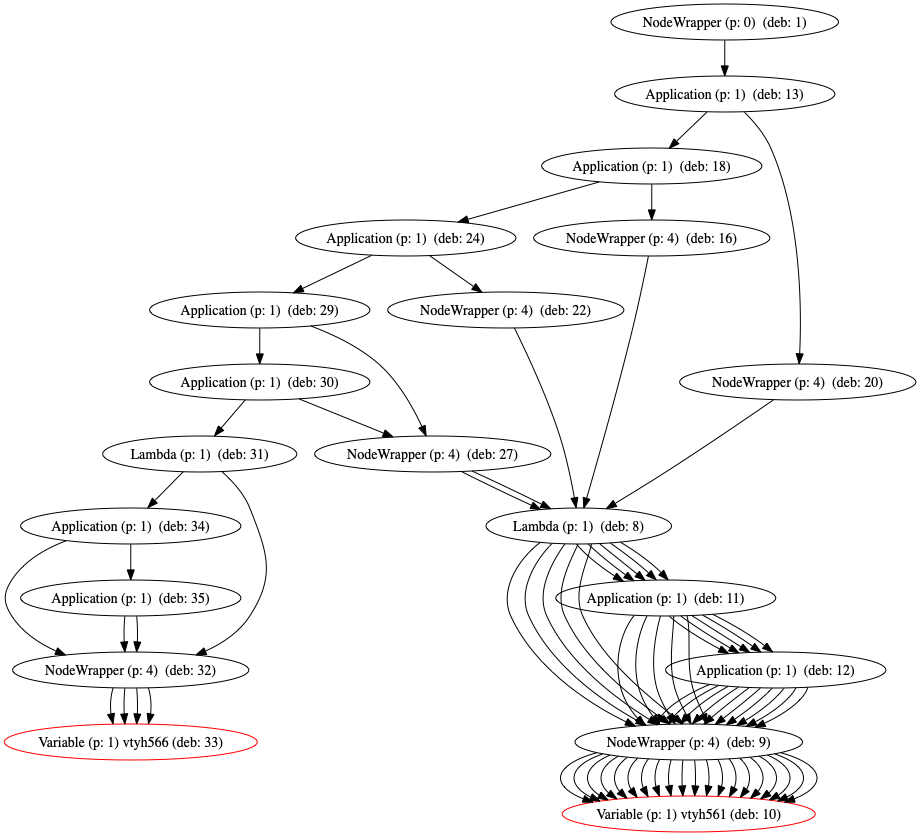 NodeWrapper (p: 0) (deb: 1)
Application (p: 1) (deb: 13)
Application (p: 1) (deb: 18)
Application (p: 1) (deb: 24)
NodeWrapper (p: 4) (deb: 16)
Application (p: 1) (deb: 29)
NodeWrapper (p: 4) (deb: 22)
Application (p: 1) (deb: 30)
NodeWrapper (p: 4) (deb: 20)
Lambda (p: 1) (deb: 31)
NodeWrapper (p: 4) (deb: 27)
Application (p: 1) (deb: 34)
Lambda (p: 1) (deb: 8)
Application (p: 1) (deb: 35)
Application (p: 1) (deb: 11)
NodeWrapper (p: 4) (deb: 32)
Application (p: 1) (deb: 12)
Variable (p: 1) vtyh566 (deb: 33)
NodeWrapper (p: 4) (deb: 9)
Variable (p: 1) vtyh561 (deb: 10)